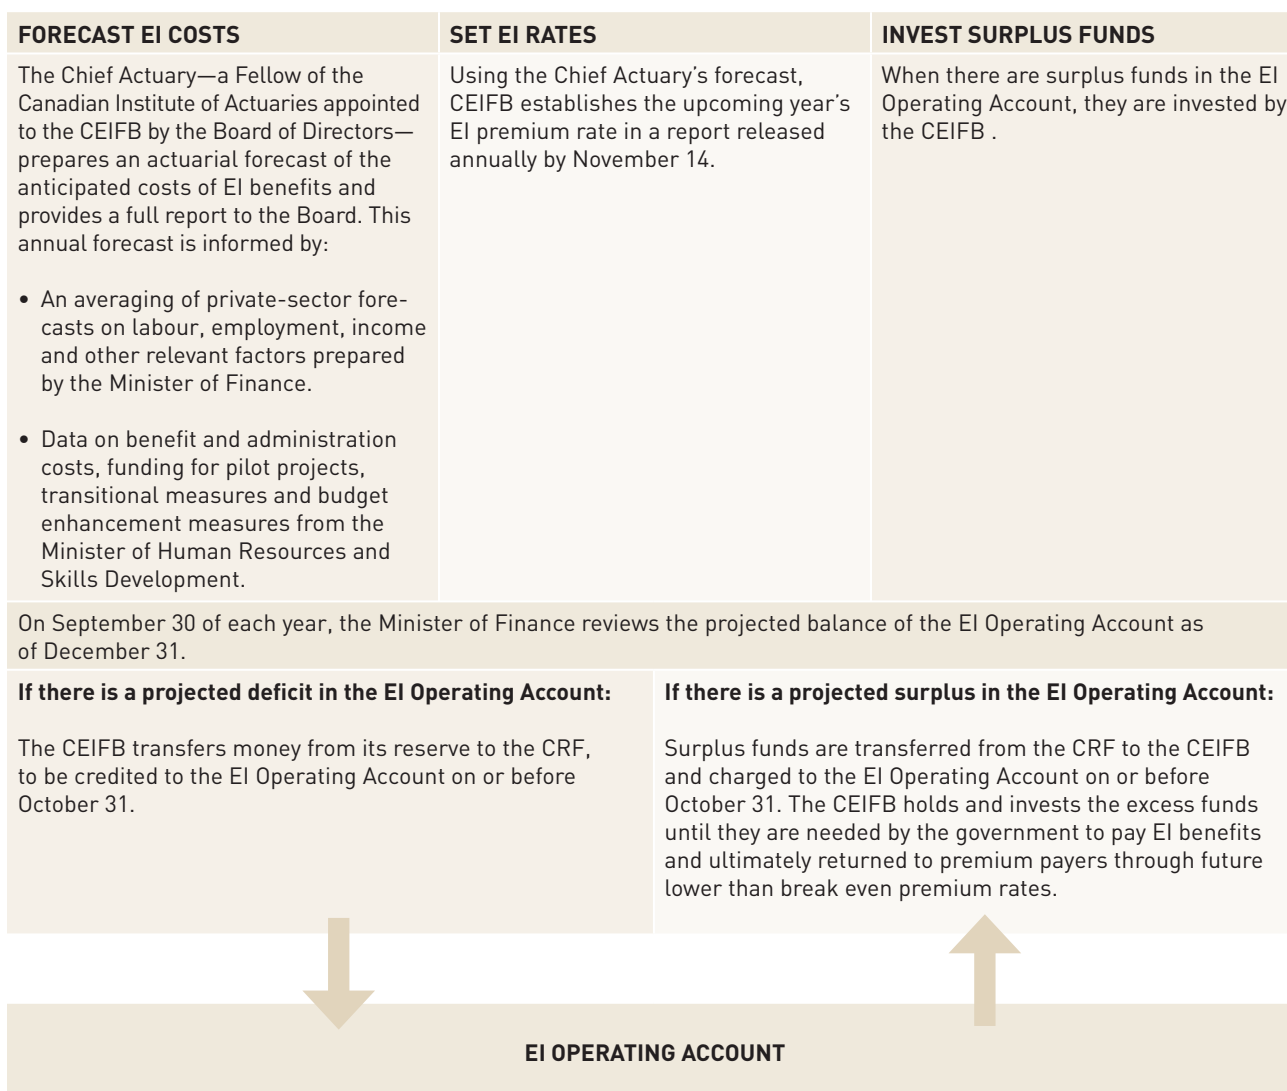 FORECAST EI COSTS
The Chief Actuary—a Fellow of the
Canadian Institute of Actuaries appointed
to the CEIFB by the Board of Directors—
prepares an actuarial forecast of the
anticipated costs of EI benefits and
provides a full report to the Board. This
annual forecast is informed by:
• An averaging of private-sector fore-
casts on labour, employment, income
and other relevant factors prepared
by the Minister of Finance.
• Data on benefit and administration
costs, funding for pilot projects,
transitional measures and budget
enhancement measures from the
Minister of Human Resources and
Skills Development.
SET EI RATES
Using the Chief Actuary's forecast,
CEIFB establishes the upcoming year's
EI premium rate in a report released
annually by November 14.
INVEST SURPLUS FUNDS
When there are surplus funds in the EI
Operating Account, they are invested by
the CEIFB .
On September 30 of each year, the Minister of Finance reviews the projected balance of the EI Operating Account as
of December 31.
If there is a projected deficit in the EI Operating Account:
The CEIFB transfers money from its reserve to the CRF,
to be credited to the EI Operating Account on or before
October 31.
If there is a projected surplus in the EI Operating Account:
Surplus funds are transferred from the CRF to the CEIFB
and charged to the EI Operating Account on or before
October 31. The CEIFB holds and invests the excess funds
until they are needed by the government to pay EI benefits
and ultimately returned to premium payers through future
lower than break even premium rates.
EI OPERATING ACCOUNT